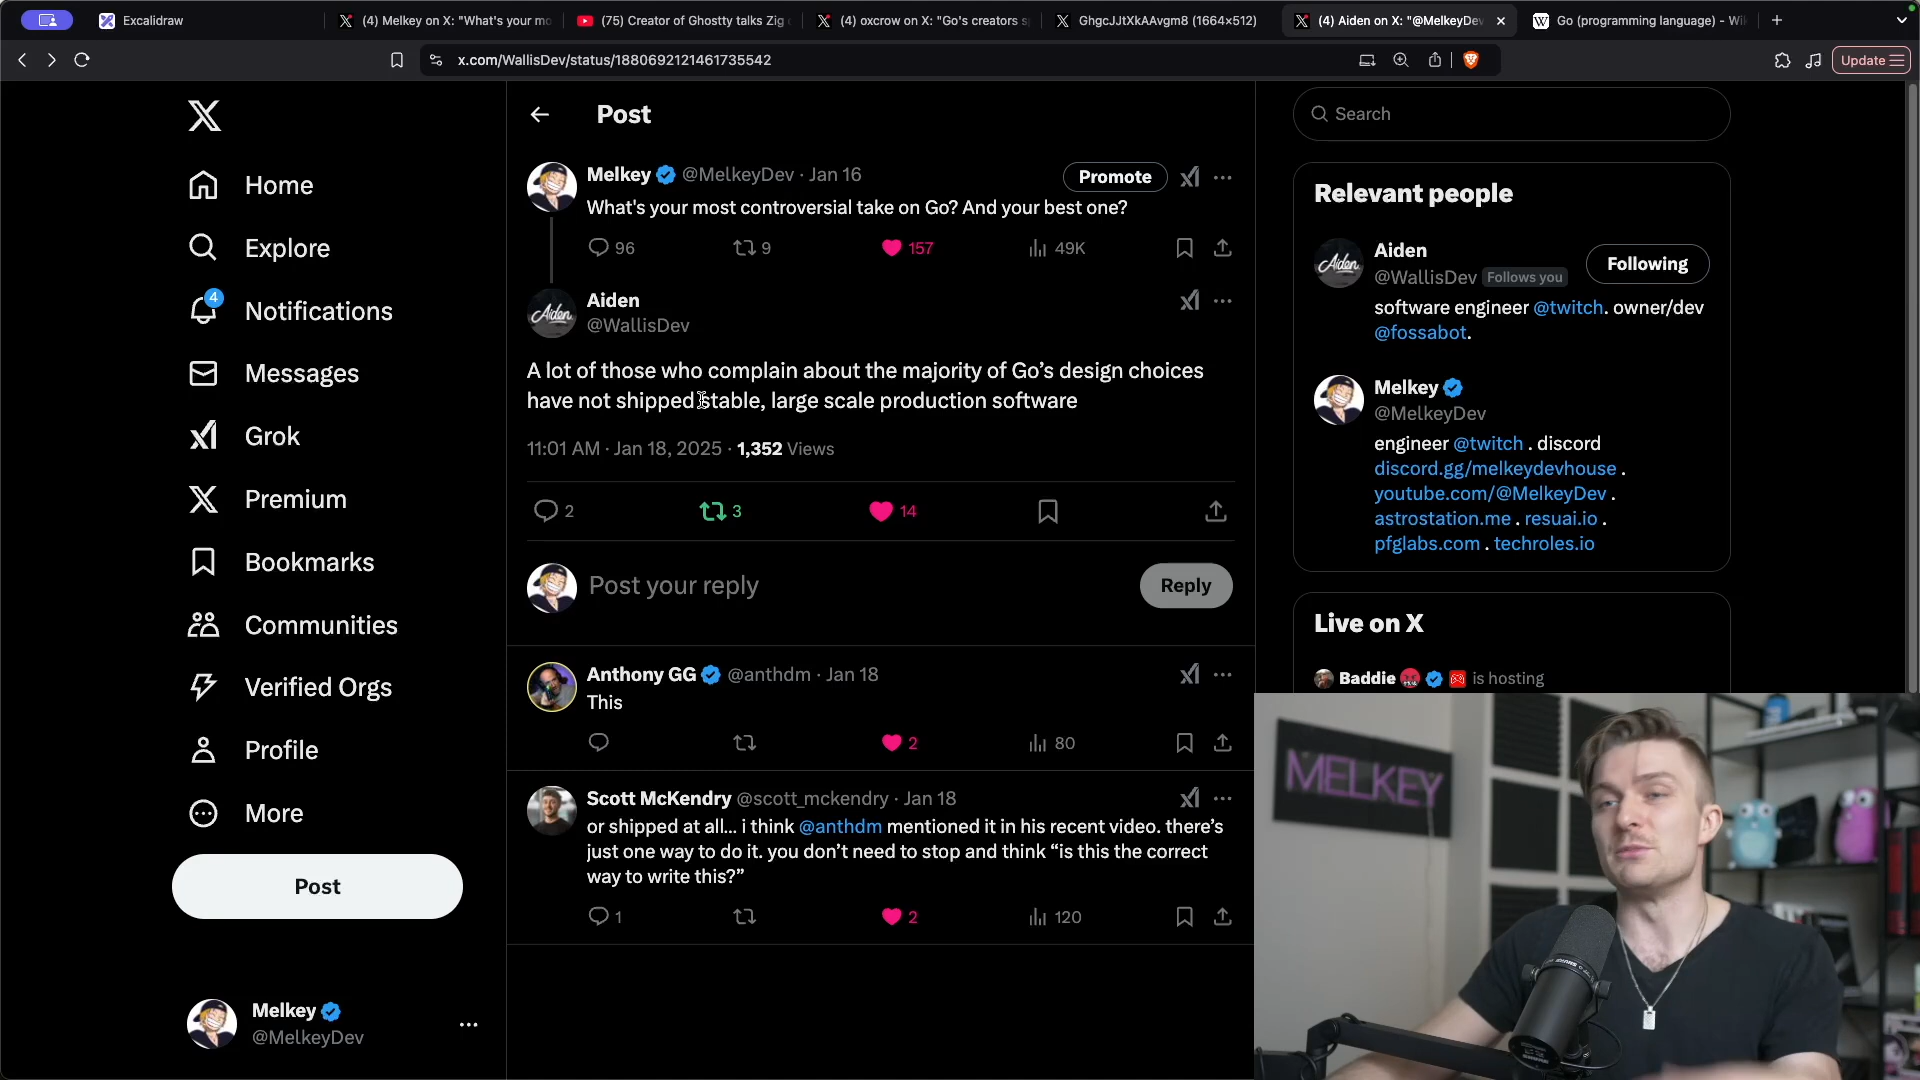 Excalidraw
(4) Melkey on X: "What's your mo
(75) Creator of Ghostty talks Zig
(4) oxcrow on X: "Go's creators s
GhgcJJtXkAAvgm8 (1664×512)
(4) Aiden on X: "@MelkeyDev
Go (programming language) - Wi
x.com/WallisDev/status/1880692121461735542
Update
Home
Explore
4
Notifications
Messages
Grok
Premium
Bookmarks
Communities
Verified Orgs
Profile
More
Post
Melkey
@MelkeyDev
Post
Melkey @MelkeyDev · Jan 16
Promote
What's your most controversial take on Go? And your best one?
96 9 157 49K
Aiden
@WallisDev
A lot of those who complain about the majority of Go's design choices
have not shipped stable, large scale production software
11:01 AM · Jan 18, 2025 · 1,352 Views
2 3 14
Post your reply
Reply
Anthony GG @anthdm · Jan 18
This
2 80
Scott McKendry @scott_mckendry · Jan 18
or shipped at all... i think @anthdm mentioned it in his recent video. there's
just one way to do it. you don't need to stop and think "is this the correct
way to write this?"
1 2 120
Search
Relevant people
Aiden
@WallisDev Follows you
Following
software engineer @twitch. owner/dev
@fossabot.
Melkey
@MelkeyDev
engineer @twitch . discord
discord.gg/melkeydevhouse .
youtube.com/@MelkeyDev .
astrostation.me . resuai.io .
pfglabs.com . techroles.io
Live on X
Baddie is hosting
MELKEY